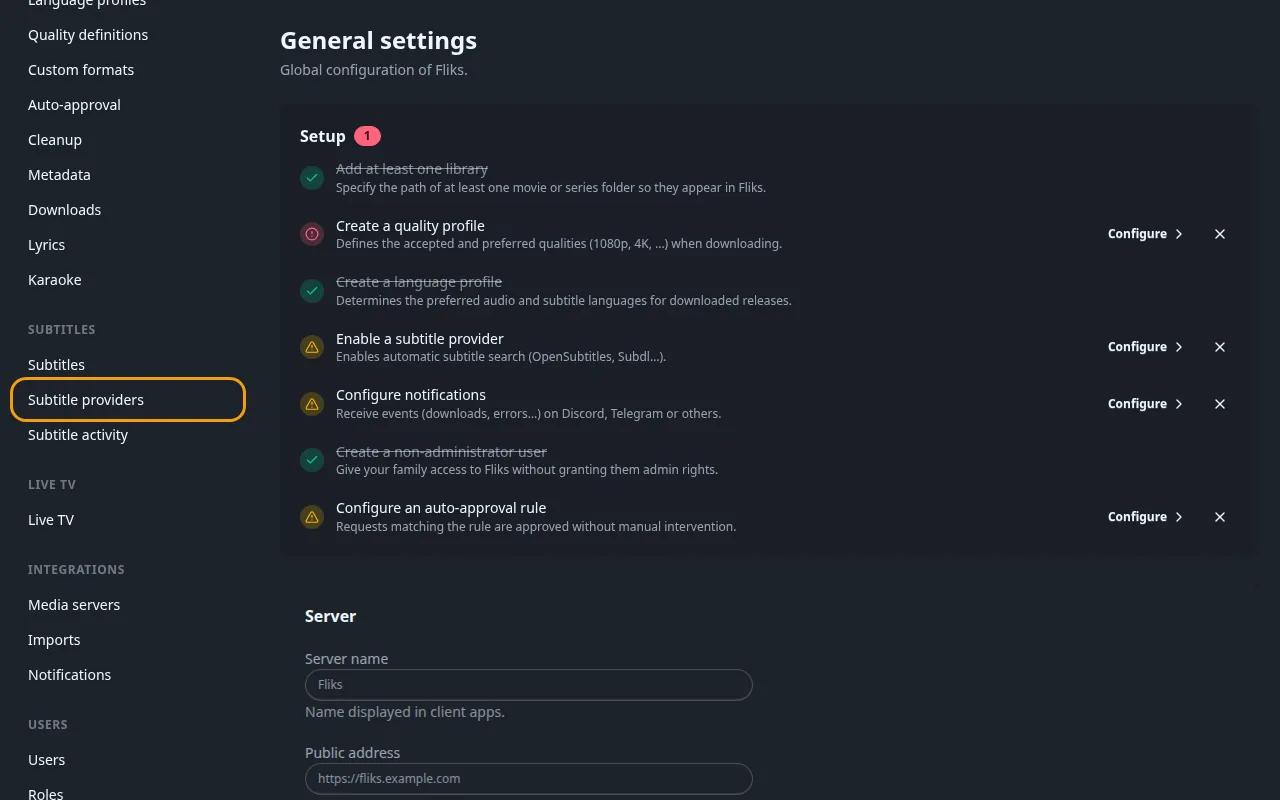 Language profiles
Quality definitions
Custom formats
Auto-approval
Cleanup
Metadata
Downloads
Lyrics
Karaoke
SUBTITLES
Subtitles
Subtitle providers
Subtitle activity
LIVE TV
Live TV
INTEGRATIONS
Media servers
Imports
Notifications
USERS
Users
Roles
General settings
Global configuration of Fliks.
Setup 1
Add at least one library
Specify the path of at least one movie or series folder so they appear in Fliks.
Create a quality profile
Defines the accepted and preferred qualities (1080p, 4K, ...) when downloading.
Configure
Create a language profile
Determines the preferred audio and subtitle languages for downloaded releases.
Enable a subtitle provider
Enables automatic subtitle search (OpenSubtitles, Subdl...).
Configure
Configure notifications
Receive events (downloads, errors...) on Discord, Telegram or others.
Configure
Create a non-administrator user
Give your family access to Fliks without granting them admin rights.
Configure an auto-approval rule
Requests matching the rule are approved without manual intervention.
Configure
Server
Server name
Fliks
Name displayed in client apps.
Public address
https://fliks.example.com